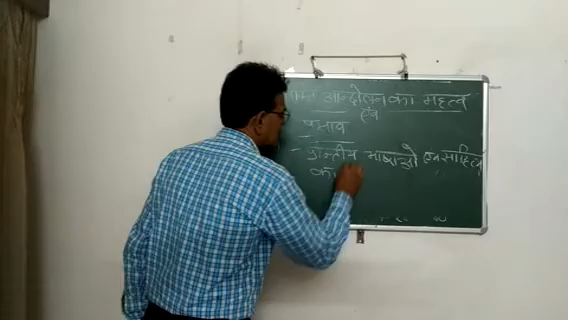 आन्दोलन का महत्व
एवं
प्रभाव
- प्रान्तीय भाषाओ एवं साहित्य
का